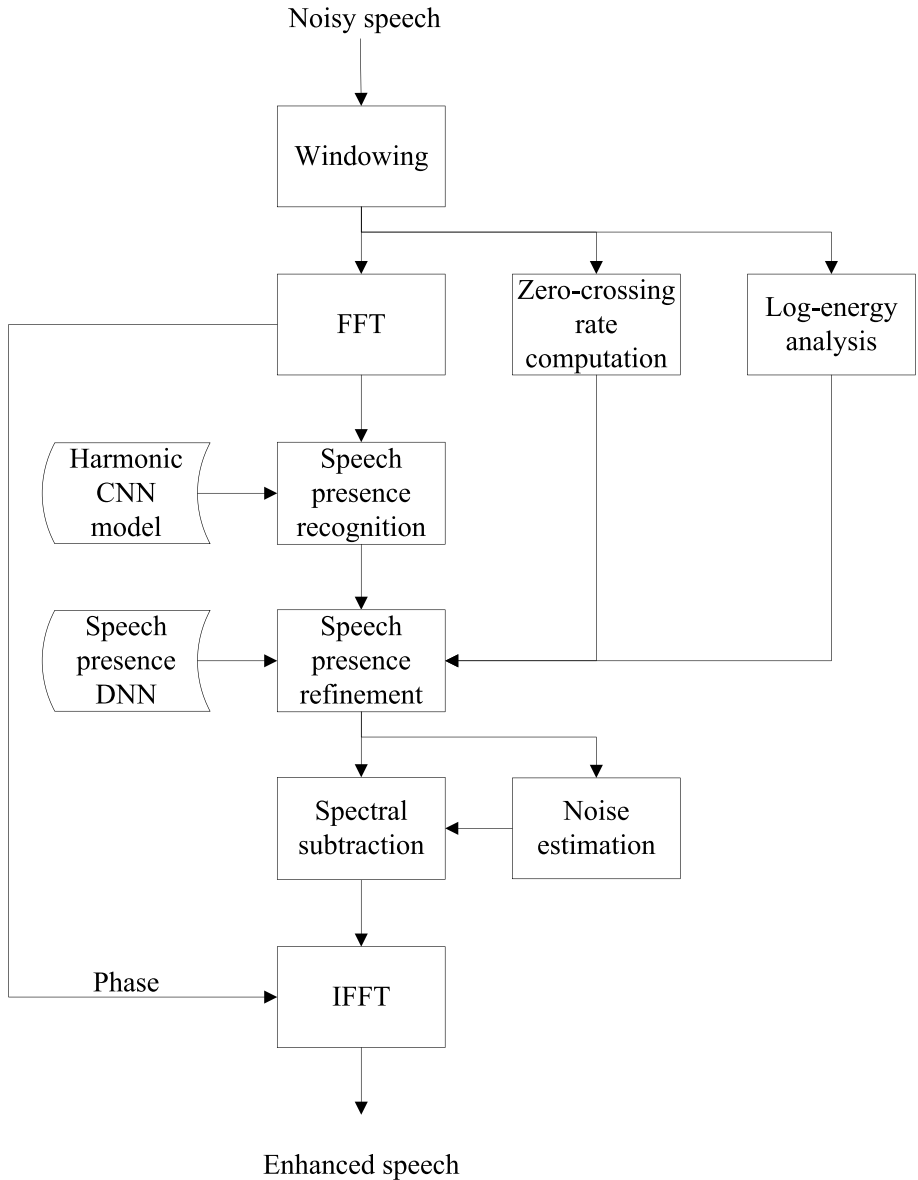 Noisy speech
Windowing
FFT
Zero-crossing
rate
computation
Log-energy
analysis
Harmonic
CNN
model
Speech
presence
recognition
Speech
presence
DNN
Speech
presence
refinement
Spectral
subtraction
Noise
estimation
Phase
IFFT
Enhanced speech